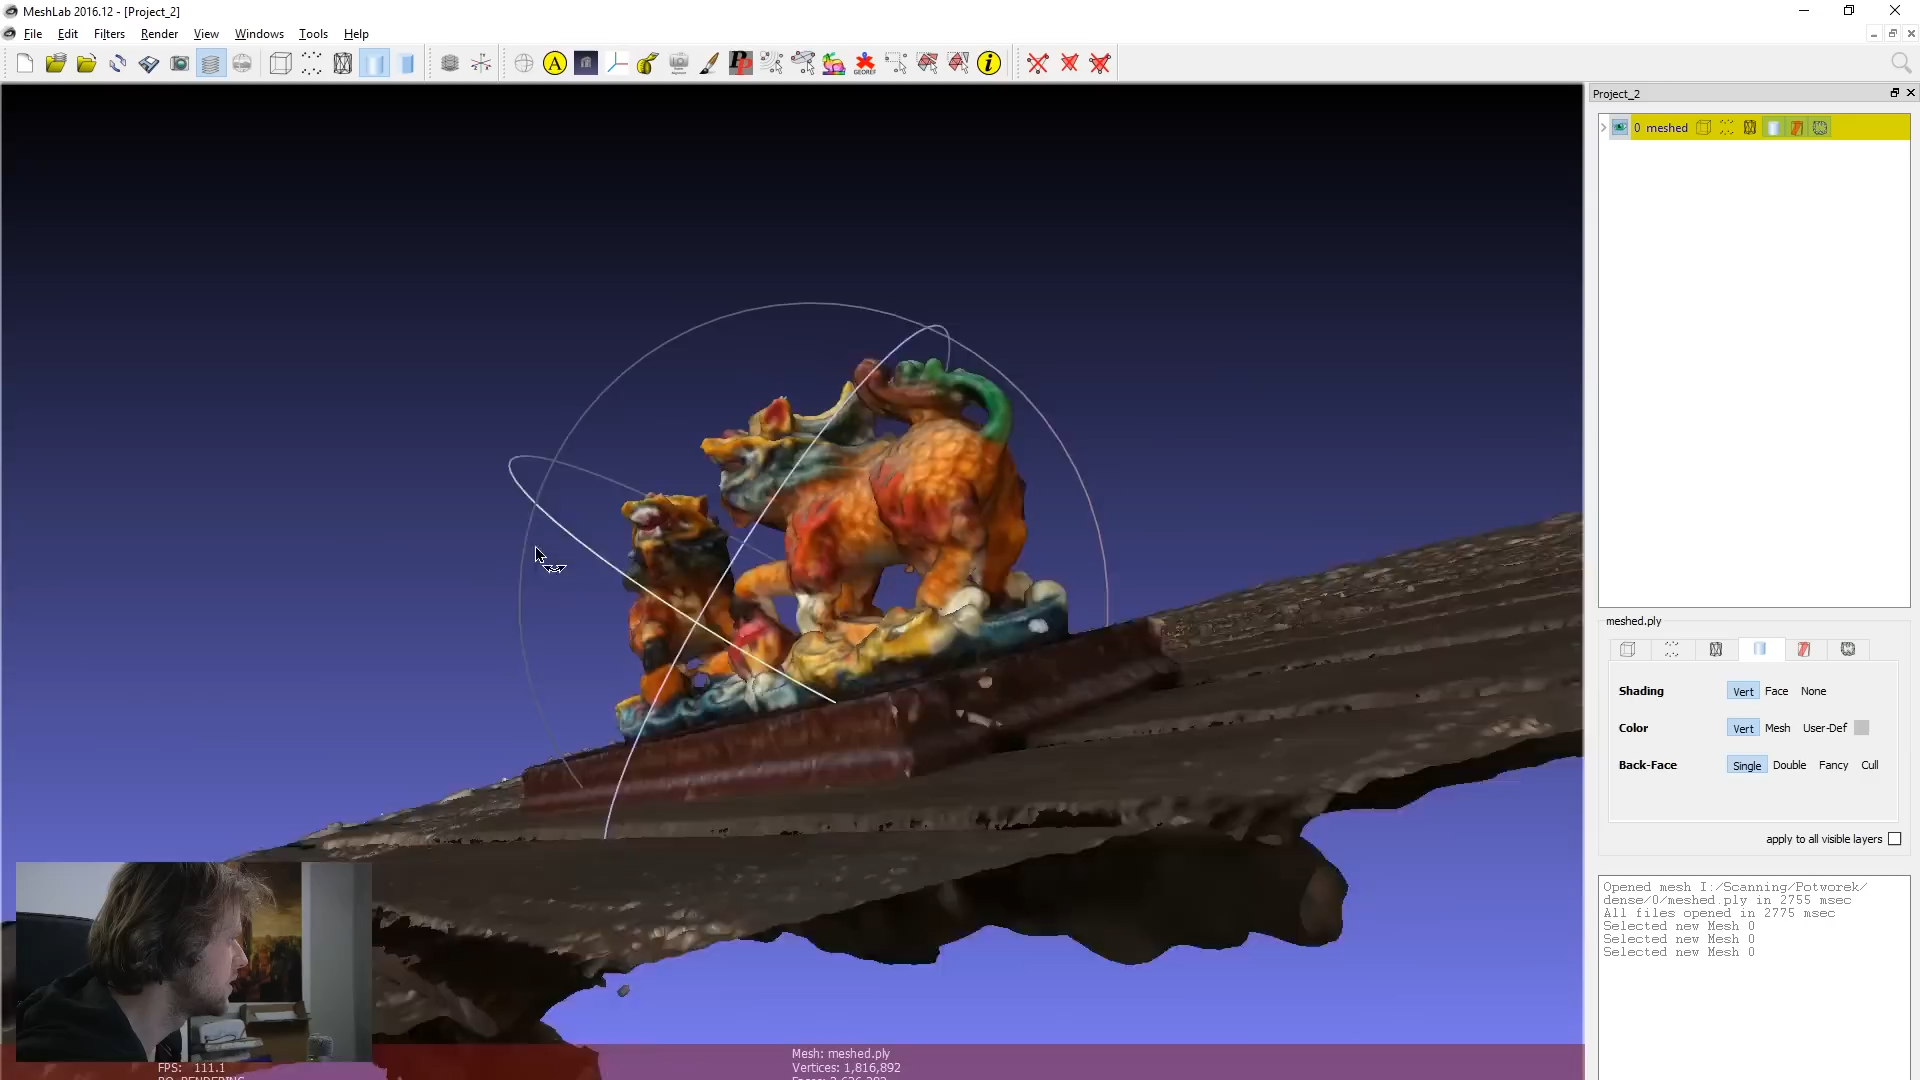 MeshLab 2016.12 - [Project_2]
File Edit Filters Render View Windows Tools Help
A
GEOREF
Project_2
0 meshed
meshed.ply
Shading Vert Face None
Color Vert Mesh User-Def
Back-Face Single Double Fancy Cull
apply to all visible layers
Opened mesh I:/Scanning/Potworek/
dense/0/meshed.ply in 2755 msec
All files opened in 2775 msec
Selected new Mesh 0
Selected new Mesh 0
Selected new Mesh 0
Mesh: meshed.ply
FPS: 111.1
Vertices: 1,816,892